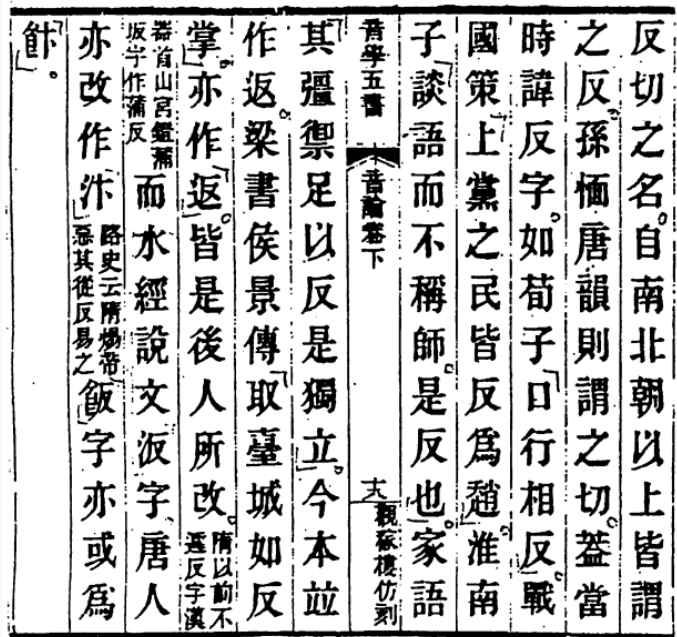 反切之名。自南北朝以上皆謂
之反。孫愐唐韻則謂之切。葢當
時諱反字。如荀子「口行相反」。戰
國策「上黨之民皆反爲趙」。淮南
子「談語而不稱師。是反也」。家語
音學五書 音論卷下 十六 觀稼樓仿刻
其彊禦足以反是獨立」。今本竝
作返。梁書侯景傳「取臺城如反
掌」。亦作「返」。皆是後人所改。隋以前不
避反字漢
器首山宮鐙蒲
坂字作蒲反
而水經說文汳字唐人
亦改作汴」路史云隋煬帝
惡其從反易之
飯字亦或爲
飰」。